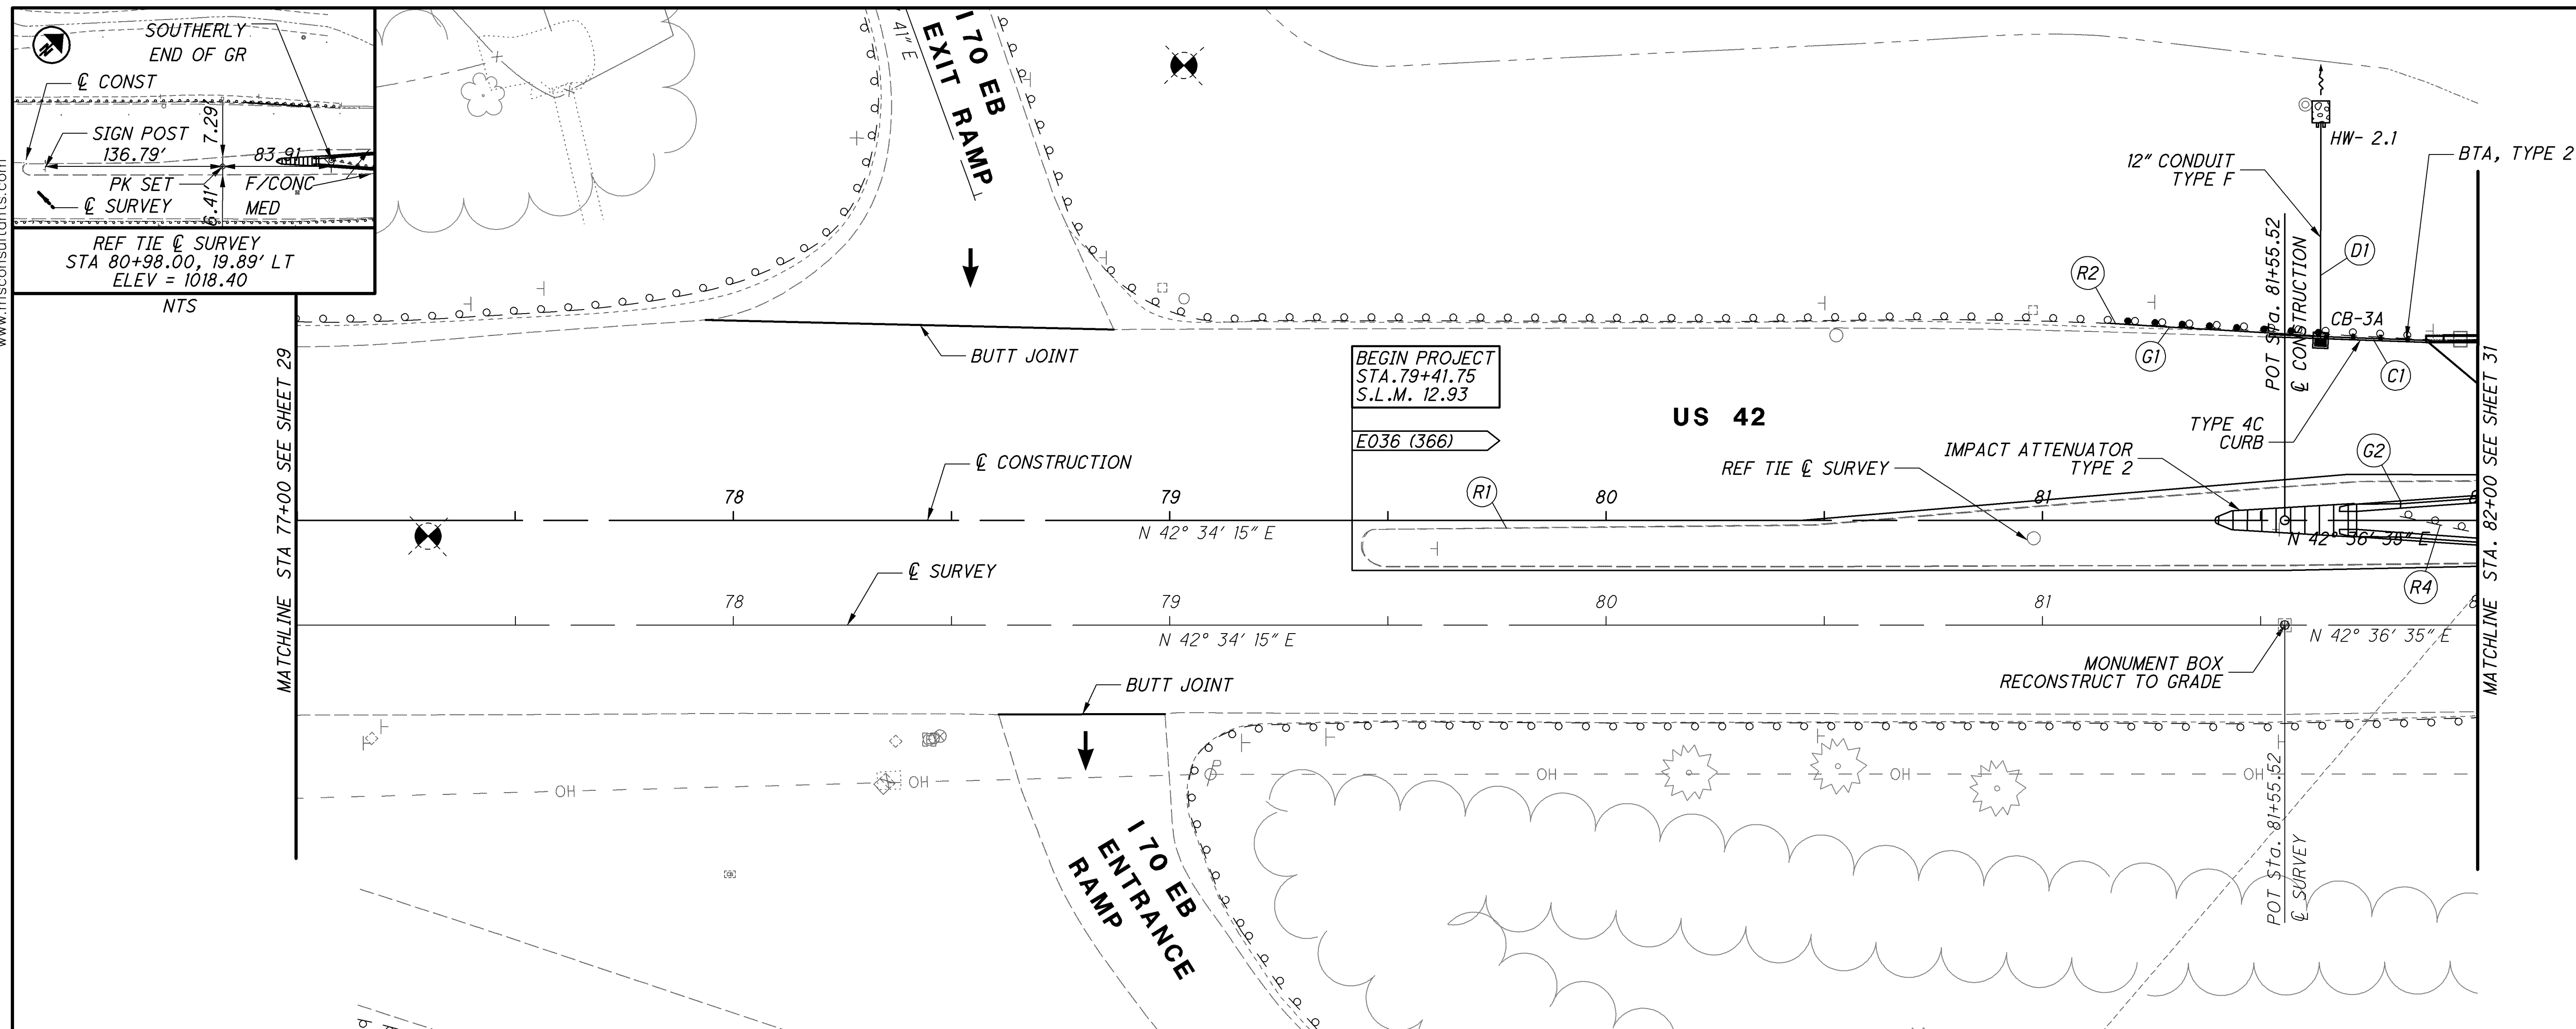 SOUTHERLY
END OF GR
℄ CONST
SIGN POST
136.79'
7.29'
83.91
PK SET
F/CONC
MED
6.41'
℄ SURVEY
REF TIE ℄ SURVEY
STA 80+98.00, 19.89' LT
ELEV = 1018.40
NTS
41" E
I 70 EB
EXIT RAMP
HW- 2.1
BTA, TYPE 2
12" CONDUIT
TYPE F
POT Sta. 81+55.52
℄ CONSTRUCTION
D1
R2
G1
CB-3A
C1
BUTT JOINT
BEGIN PROJECT
STA.79+41.75
S.L.M. 12.93
E036 (366)
US 42
TYPE 4C
CURB
IMPACT ATTENUATOR
TYPE 2
G2
REF TIE ℄ SURVEY
R1
℄ CONSTRUCTION
78
79
80
81
8
N 42° 34' 15" E
N 42° 36' 35" E
R4
℄ SURVEY
78
79
80
81
8
N 42° 34' 15" E
N 42° 36' 35" E
MATCHLINE STA 77+00 SEE SHEET 29
MATCHLINE STA. 82+00 SEE SHEET 31
MONUMENT BOX
RECONSTRUCT TO GRADE
BUTT JOINT
OH
OH
P
OH
OH
OH
POT Sta. 81+55.52
℄ SURVEY
I 70 EB
ENTRANCE
RAMP